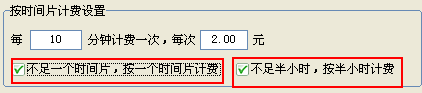 按时间片计费设置
每 10 分钟计费一次，每次 2.00 元
不足一个时间片，按一个时间片计费 不足半小时，按半小时计费